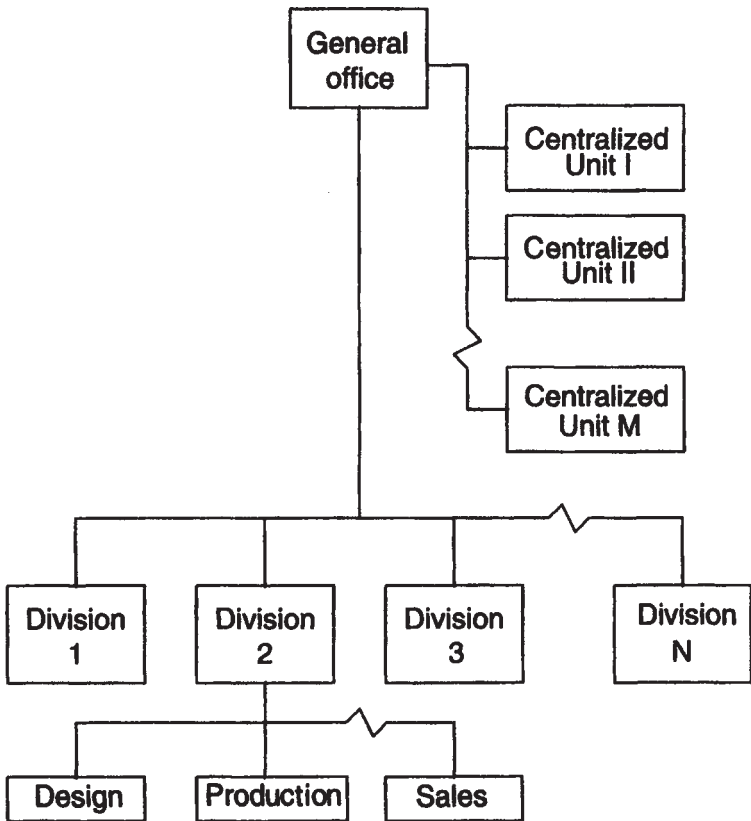 General
office
Centralized
Unit I
Centralized
Unit II
Centralized
Unit M
Division
1
Division
2
Division
3
Division
N
Design
Production
Sales